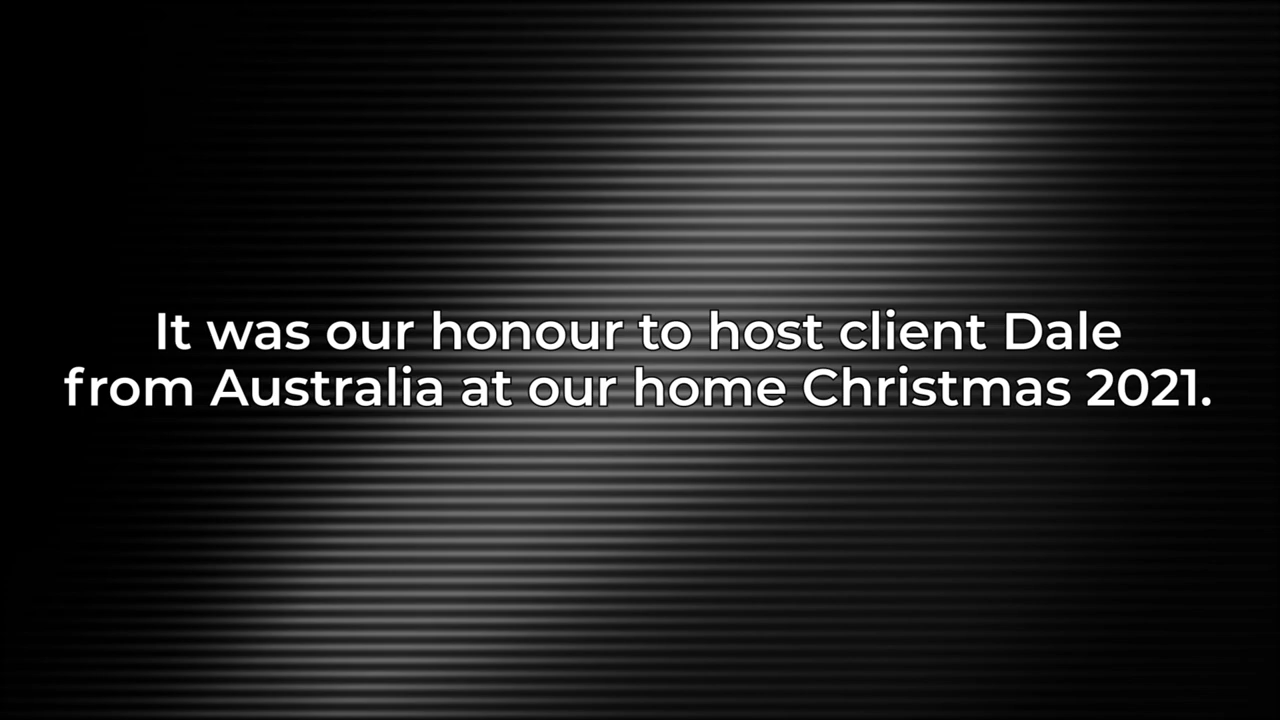 It was our honour to host client Dale
from Australia at our home Christmas 2021.